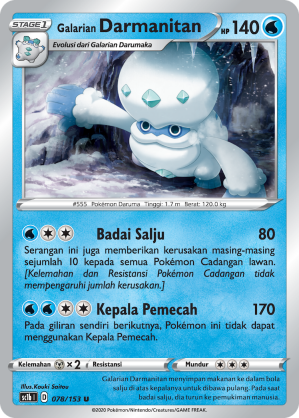 STAGE 1
Galarian Darmanitan HP 140
Evolusi dari Galarian Darumaka
#555 Pokémon Daruma Tinggi: 1.7 m Berat: 120.0 kg
Badai Salju 80
Serangan ini juga memberikan kerusakan masing-masing
sejumlah 10 kepada semua Pokémon Cadangan lawan.
[Kelemahan dan Resistansi Pokémon Cadangan tidak
mempengaruhi jumlah kerusakan.]
Kepala Pemecah 170
Pada giliran sendiri berikutnya, Pokémon ini tidak dapat
menggunakan Kepala Pemecah.
Kelemahan ×2 Resistansi Mundur
Illus. Kouki Saitou
sc1b I D 078/153 U
Galarian Darmanitan menyimpan makanan ke dalam bola
salju di atas kepalanya untuk dibawa pulang. Pada badai
salju, dia turun ke daerah berpenduduk.
©2020 Pokémon/Nintendo/Creatures/GAME FREAK.